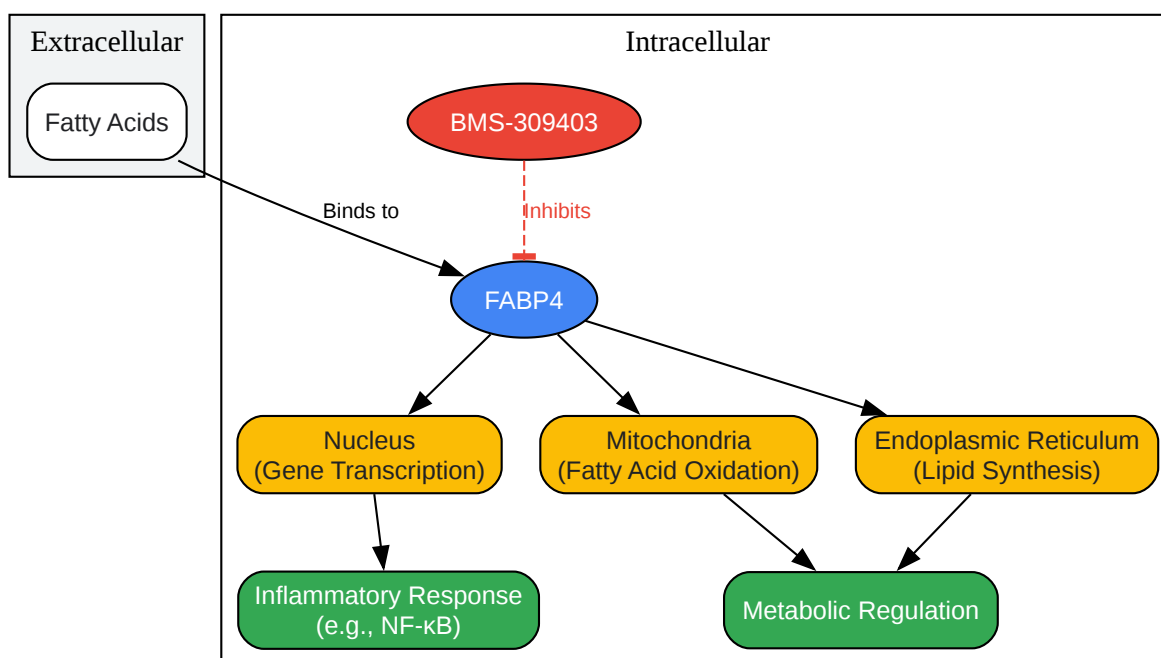 Extracellular
Intracellular
Fatty Acids
BMS-309403
Binds to
Inhibits
FABP4
Nucleus
(Gene Transcription)
Mitochondria
(Fatty Acid Oxidation)
Endoplasmic Reticulum
(Lipid Synthesis)
Inflammatory Response
(e.g., NF-κB)
Metabolic Regulation